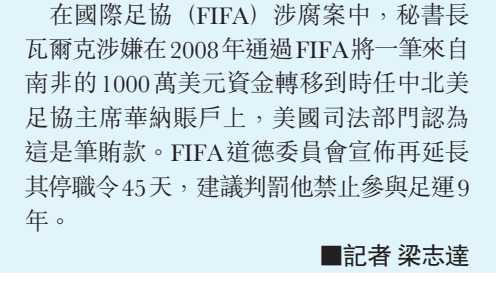 在國際足協（FIFA）涉腐案中，秘書長
瓦爾克涉嫌在2008年通過FIFA將一筆來自
南非的1000萬美元資金轉移到時任中北美
足協主席華納賬戶上，美國司法部門認為
這是筆賄款。FIFA道德委員會宣佈再延長
其停職令45天，建議判罰他禁止參與足運9
年。
■記者 梁志達